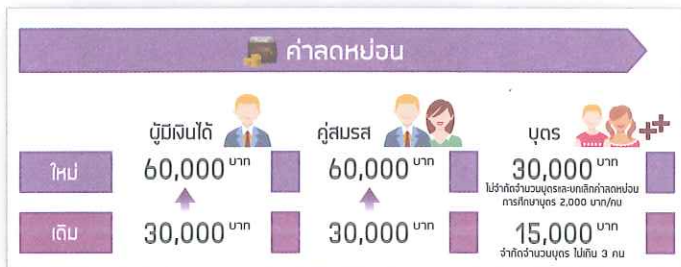 ค่าลดหย่อน
ผู้มีเงินได้ คู่สมรส บุตร
ใหม่ 60,000 บาท 60,000 บาท 30,000 บาท
ไม่จำกัดจำนวนบุตรและยกเลิกค่าลดหย่อน
การศึกษาบุตร 2,000 บาท/คน
เดิม 30,000 บาท 30,000 บาท 15,000 บาท
จำกัดจำนวนบุตร ไม่เกิน 3 คน